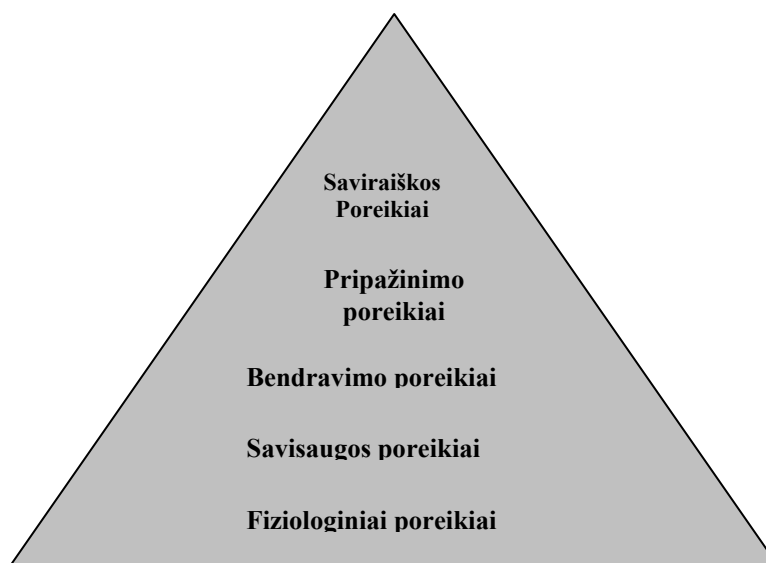 Saviraiškos
Poreikiai
Pripažinimo
poreikiai
Bendravimo poreikiai
Savisaugos poreikiai
Fiziologiniai poreikiai